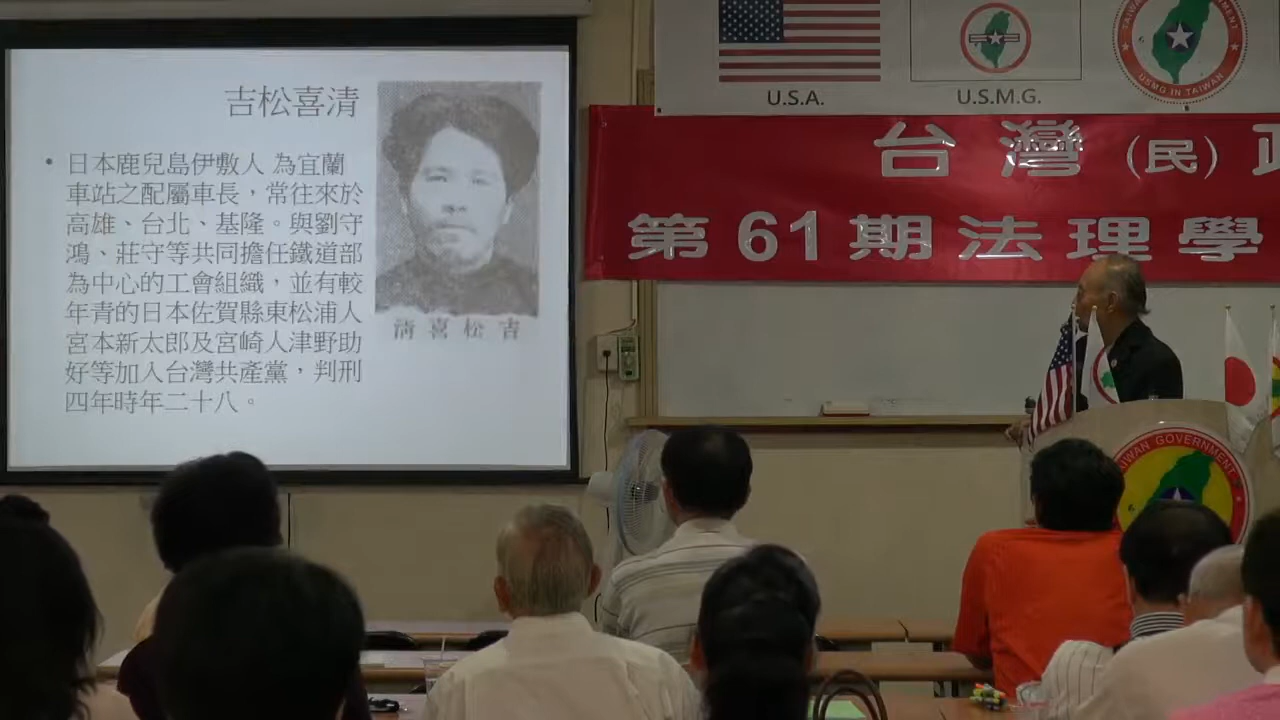 吉松喜清
• 日本鹿兒島伊敷人 為宜蘭
車站之配屬車長，常往來於
高雄、台北、基隆。與劉守
鴻、莊守等共同擔任鐵道部
為中心的工會組織，並有較
年青的日本佐賀縣東松浦人
宮本新太郎及宮崎人津野助
好等加入台灣共產黨，判刑
四年時年二十八。
清喜松吉
U.S.A.
U.S.M.G.
USMG IN TAIWAN
台灣(民)
第61期法理學
TAIWAN GOVERNMENT